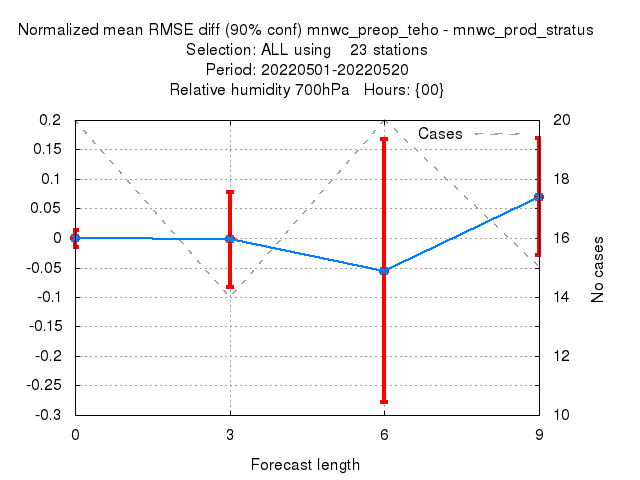 Normalized mean RMSE diff (90% conf) mnwc_preop_teho - mnwc_prod_stratus
Selection: ALL using    23 stations
Period: 20220501-20220520
Relative humidity 700hPa   Hours: {00}
Cases
0.2
0.15
0.1
0.05
0
-0.05
-0.1
-0.15
-0.2
-0.25
-0.3
20
18
16
14
12
10
No cases
0 3 6 9
Forecast length